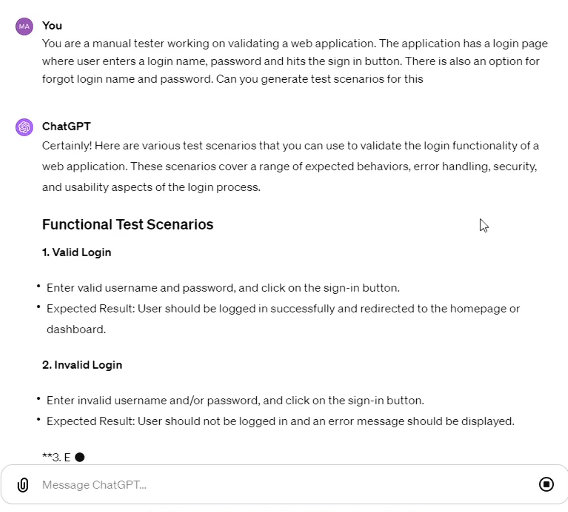 MA
You
You are a manual tester working on validating a web application. The application has a login page
where user enters a login name, password and hits the sign in button. There is also an option for
forgot login name and password. Can you generate test scenarios for this
ChatGPT
Certainly! Here are various test scenarios that you can use to validate the login functionality of a
web application. These scenarios cover a range of expected behaviors, error handling, security,
and usability aspects of the login process.
Functional Test Scenarios
1. Valid Login
• Enter valid username and password, and click on the sign-in button.
• Expected Result: User should be logged in successfully and redirected to the homepage or
dashboard.
2. Invalid Login
• Enter invalid username and/or password, and click on the sign-in button.
• Expected Result: User should not be logged in and an error message should be displayed.
**3. E
Message ChatGPT...